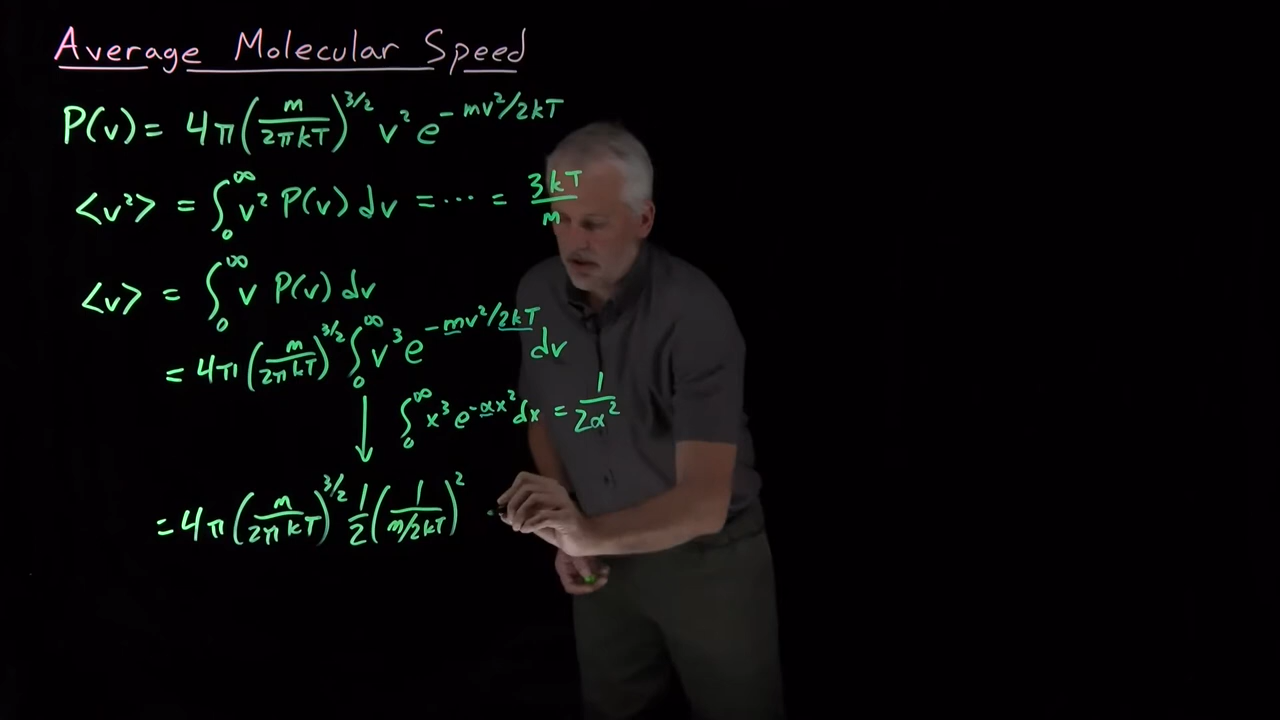 Average Molecular Speed
P(v) = 4π(m/2πkT)^3/2 v² e^-mv²/2kT
<v²> = ∫₀^∞ v² P(v) dv = ··· = 3kT/m
<v> = ∫₀^∞ v P(v) dv
= 4π(m/2πkT)^3/2 ∫₀^∞ v³ e^-mv²/2kT dv
↓ ∫₀^∞ x³ e^-αx² dx = 1/2α²
= 4π(m/2πkT)^3/2 1/2 (1/m/2kT)²